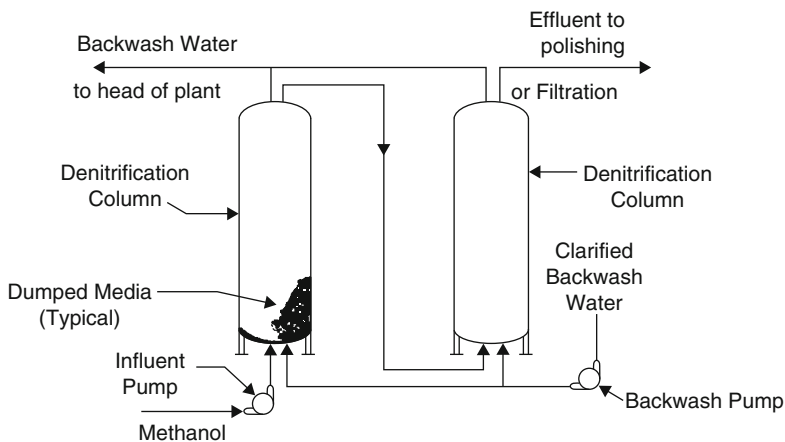 Backwash Water
to head of plant
Effluent to
polishing
or Filtration
Denitrification
Column
Denitrification
Column
Clarified
Backwash
Water
Dumped Media
(Typical)
Influent
Pump
Methanol
Backwash Pump